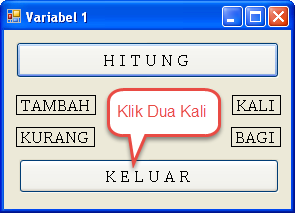 Variabel 1
H I T U N G
TAMBAH
Klik Dua Kali
KALI
KURANG
BAGI
K E L U A R